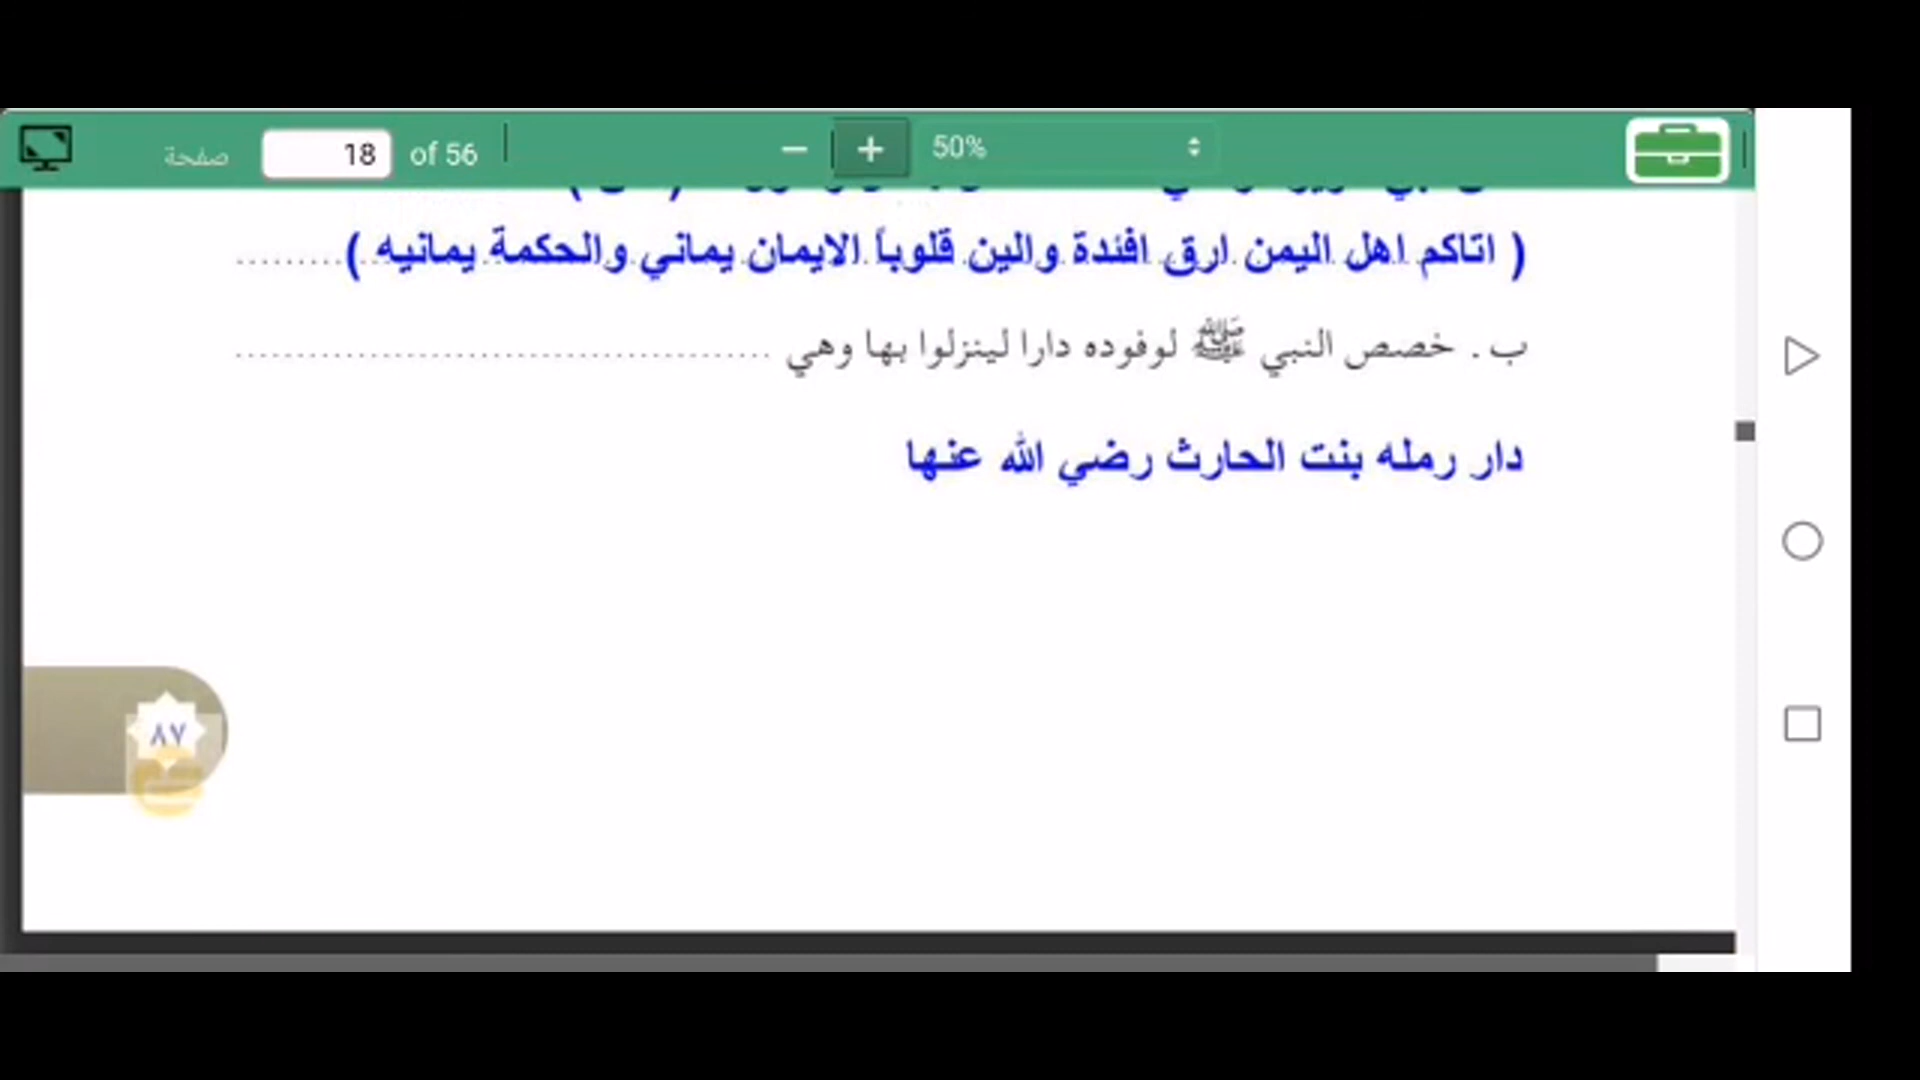 صفحة 18 of 56 − + 50%
( اتاكم اهل اليمن ارق افئدة والين قلوباً الايمان يماني والحكمة يمانيه )
ب . خصص النبي ﷺ لوفوده دارا لينزلوا بها وهي
دار رمله بنت الحارث رضي الله عنها
٨٧